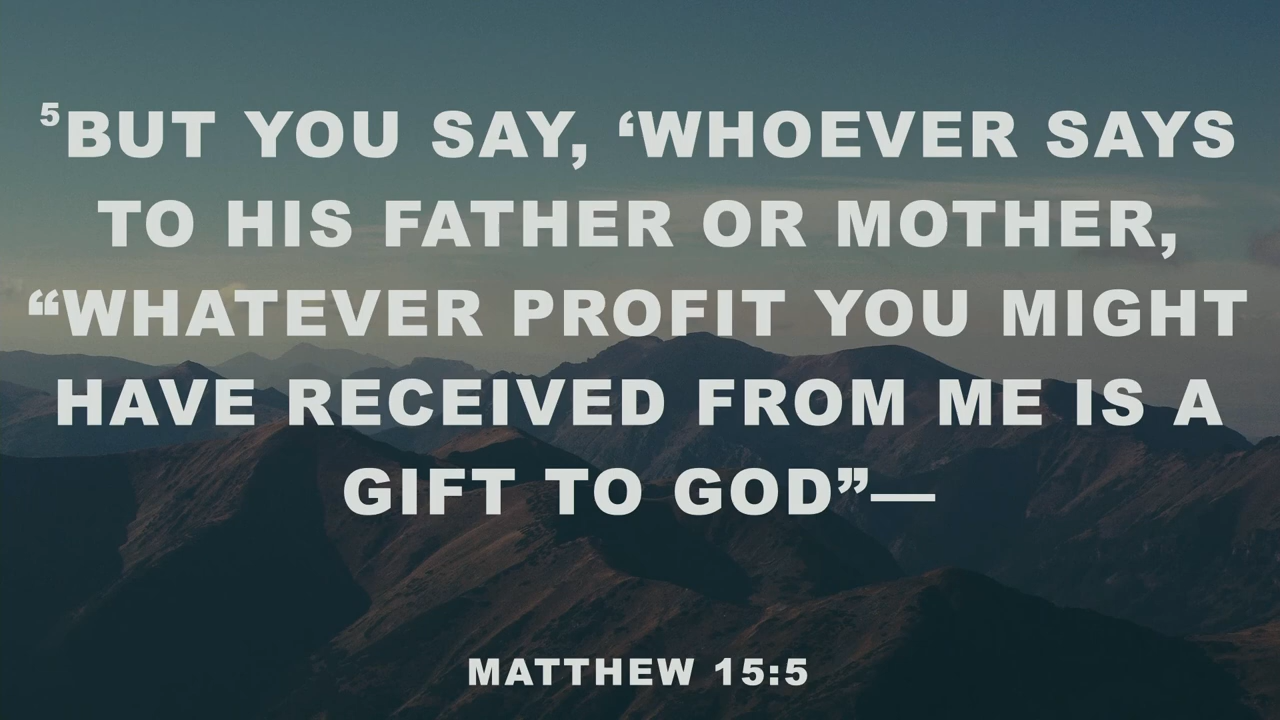 ⁵BUT YOU SAY, ‘WHOEVER SAYS
TO HIS FATHER OR MOTHER,
“WHATEVER PROFIT YOU MIGHT
HAVE RECEIVED FROM ME IS A
GIFT TO GOD”—
MATTHEW 15:5